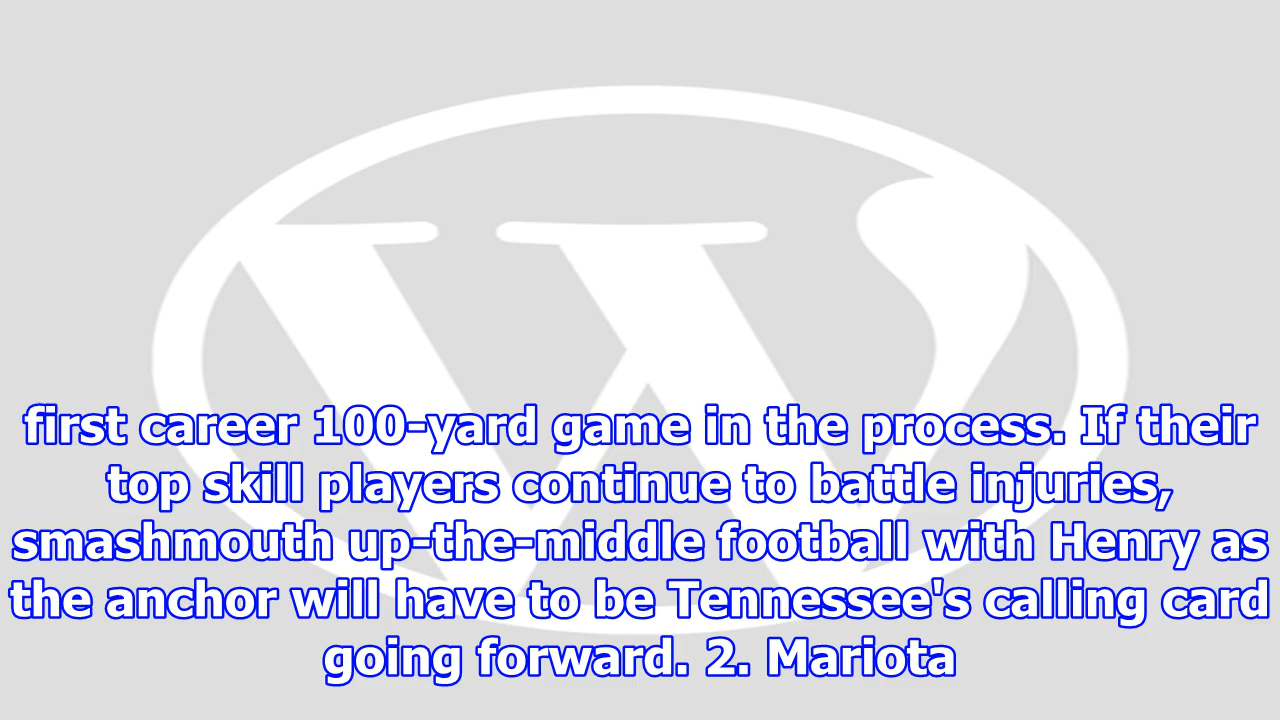 first career 100-yard game in the process. If their
top skill players continue to battle injuries,
smashmouth up-the-middle football with Henry as
the anchor will have to be Tennessee's calling card
going forward. 2. Mariota